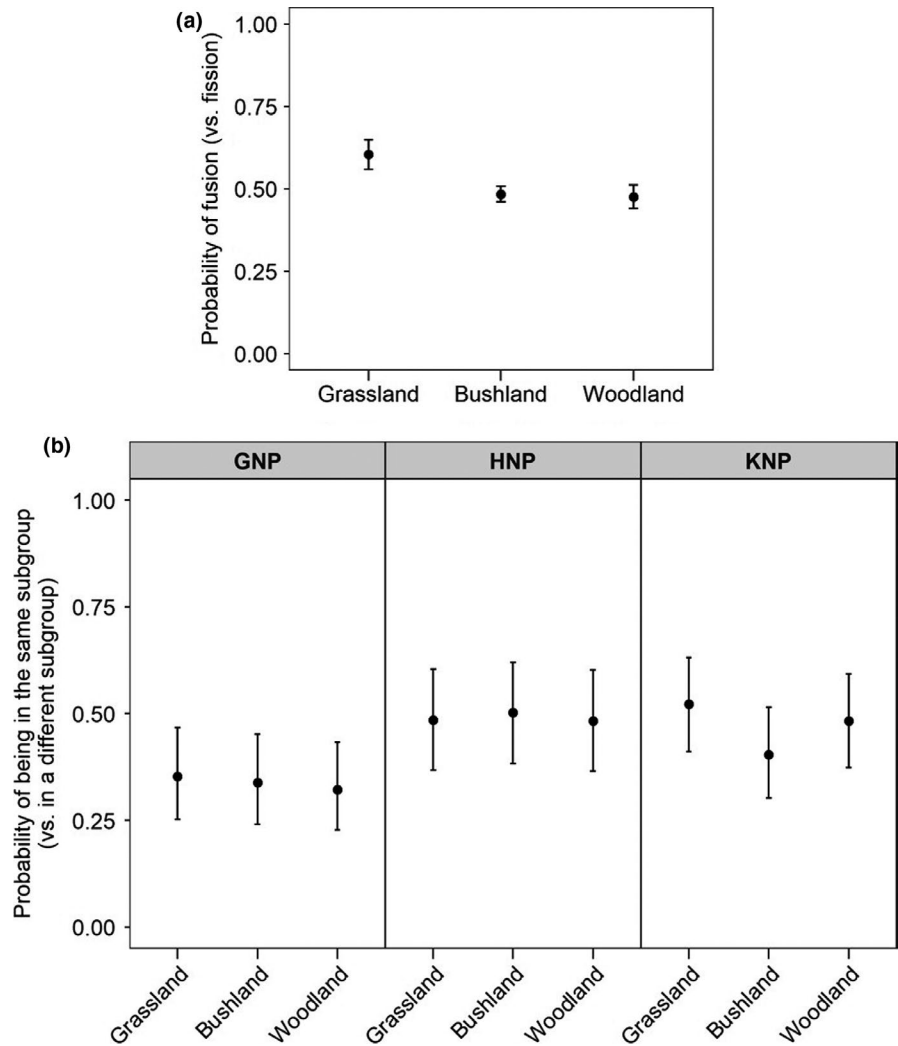 (a)
Probability of fusion (vs. fission)
1.00
0.75
0.50
0.25
0.00
Grassland Bushland Woodland
(b)
GNP HNP KNP
Probability of being in the same subgroup
(vs. in a different subgroup)
1.00
0.75
0.50
0.25
0.00
Grassland Bushland Woodland Grassland Bushland Woodland Grassland Bushland Woodland